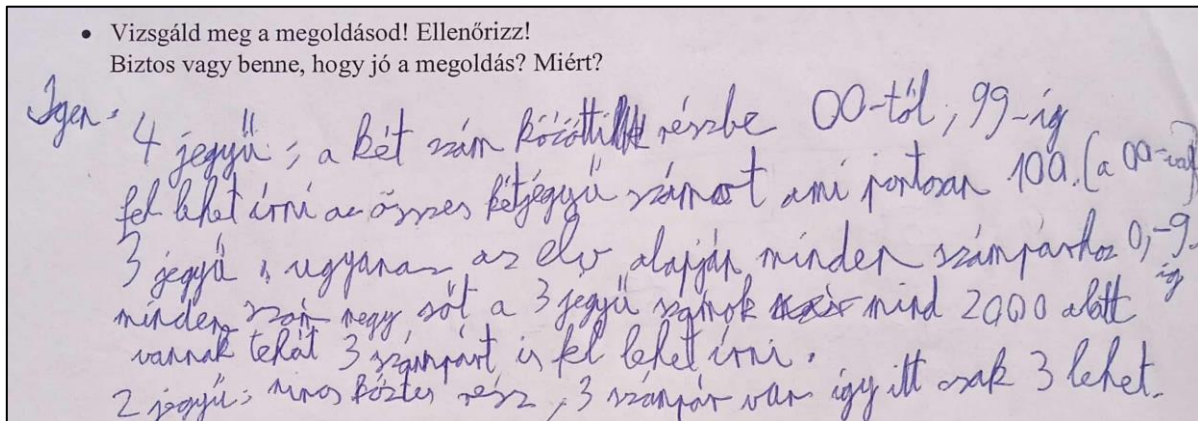 • Vizsgáld meg a megoldásod! Ellenőrizz!
Biztos vagy benne, hogy jó a megoldás? Miért?
Igen.
4 jegyű; a két szám közötti részbe 00-tól, 99-ig
fel lehet írni az összes kétjegyű számot ami pontosan 100. (a 00-val)
3 jegyű; ugyanaz az elv alapján minden számpárhoz 0,-9-ig
minden szám megy sőt a 3 jegyű számok mind 2000 alatt
vannak tehát 3 számpárt is fel lehet írni.
2 jegyű; nincs köztes rész, 3 számpár van így itt csak 3 lehet.